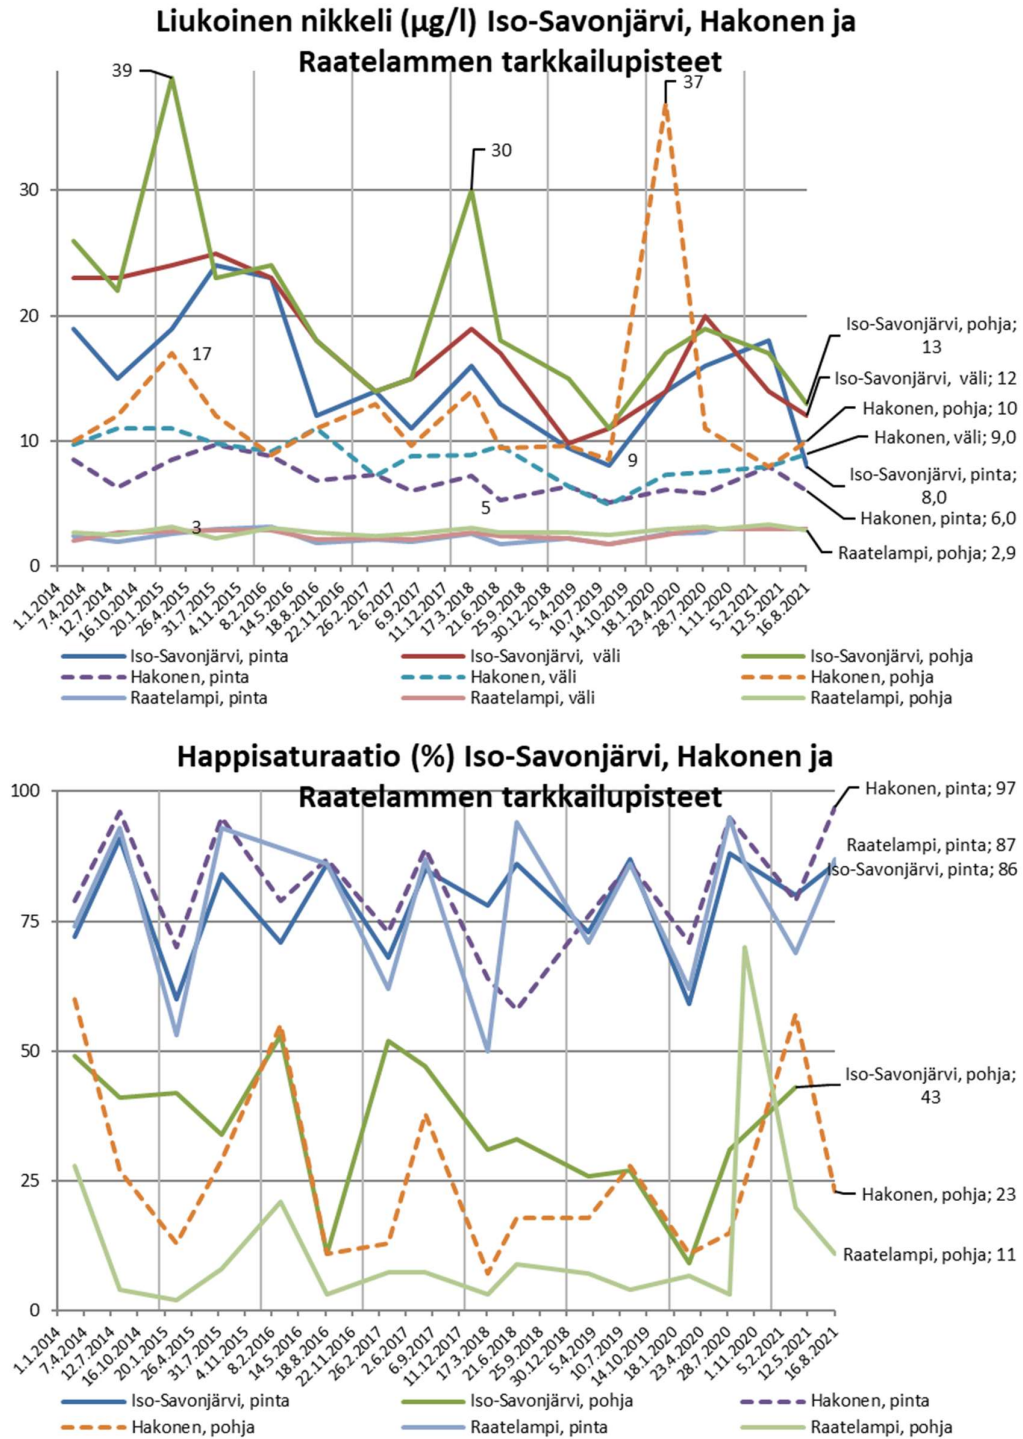 Liukoinen nikkeli (µg/l) Iso-Savonjärvi, Hakonen ja
Raatelammen tarkkailupisteet
39
37
30
30
20
17
10
9
5
3
0
Iso-Savonjärvi, pohja;
13
Iso-Savonjärvi, väli; 12
Hakonen, pohja; 10
Hakonen, väli; 9,0
Iso-Savonjärvi, pinta;
8,0
Hakonen, pinta; 6,0
Raatelampi, pohja; 2,9
1.1.2014
7.4.2014
12.7.2014
16.10.2014
20.1.2015
26.4.2015
31.7.2015
4.11.2015
8.2.2016
14.5.2016
18.8.2016
22.11.2016
26.2.2017
2.6.2017
6.9.2017
11.12.2017
17.3.2018
21.6.2018
25.9.2018
30.12.2018
5.4.2019
10.7.2019
14.10.2019
18.1.2020
23.4.2020
28.7.2020
1.11.2020
5.2.2021
12.5.2021
16.8.2021
Iso-Savonjärvi, pinta
Iso-Savonjärvi, väli
Iso-Savonjärvi, pohja
Hakonen, pinta
Hakonen, väli
Hakonen, pohja
Raatelampi, pinta
Raatelampi, väli
Raatelampi, pohja
Happisaturaatio (%) Iso-Savonjärvi, Hakonen ja
Raatelammen tarkkailupisteet
100
75
50
25
0
Hakonen, pinta; 97
Raatelampi, pinta; 87
Iso-Savonjärvi, pinta; 86
Iso-Savonjärvi, pohja;
43
Hakonen, pohja; 23
Raatelampi, pohja; 11
1.1.2014
7.4.2014
12.7.2014
16.10.2014
20.1.2015
26.4.2015
31.7.2015
4.11.2015
8.2.2016
14.5.2016
18.8.2016
22.11.2016
26.2.2017
2.6.2017
6.9.2017
11.12.2017
17.3.2018
21.6.2018
25.9.2018
30.12.2018
5.4.2019
10.7.2019
14.10.2019
18.1.2020
23.4.2020
28.7.2020
1.11.2020
5.2.2021
12.5.2021
16.8.2021
Iso-Savonjärvi, pinta
Iso-Savonjärvi, pohja
Hakonen, pinta
Hakonen, pohja
Raatelampi, pinta
Raatelampi, pohja